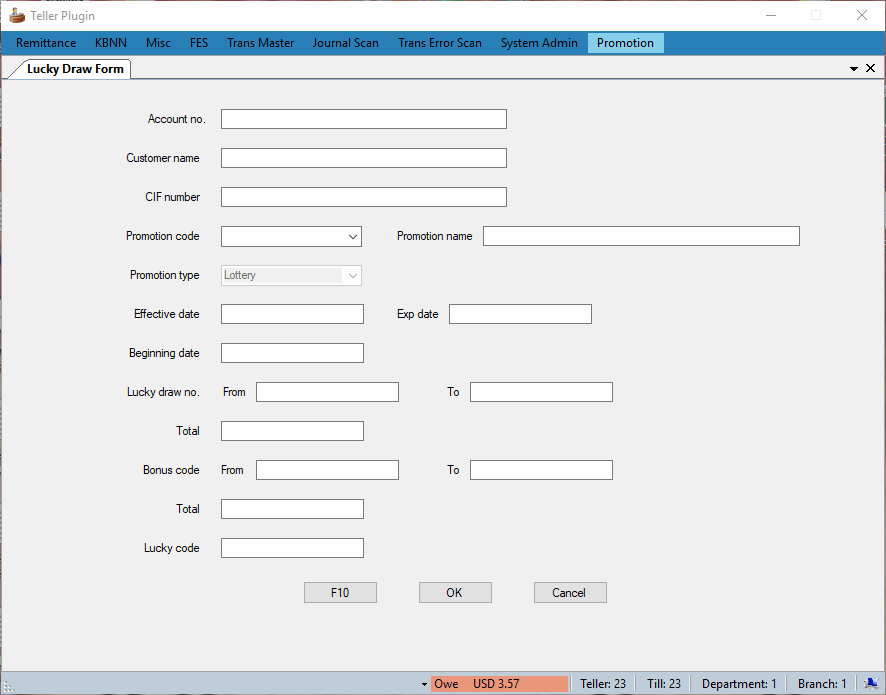 Teller Plugin
Remittance KBNN Misc FES Trans Master Journal Scan Trans Error Scan System Admin Promotion
Lucky Draw Form
Account no.
Customer name
CIF number
Promotion code Promotion name
Promotion type Lottery
Effective date Exp date
Beginning date
Lucky draw no. From To
Total
Bonus code From To
Total
Lucky code
F10 OK Cancel
Owe USD 3.57 Teller: 23 Till: 23 Department: 1 Branch: 1